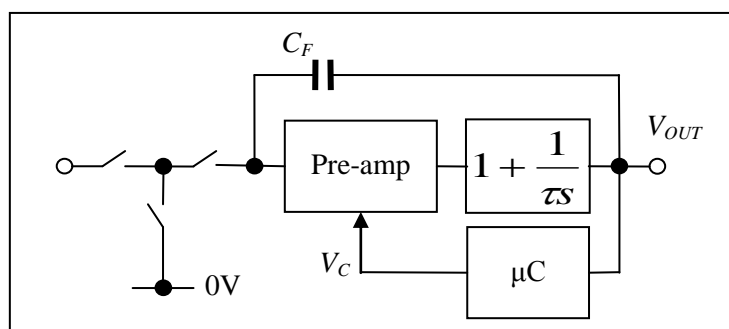 C_F
V_OUT
Pre-amp
1 + 1/τs
V_C
μC
0V